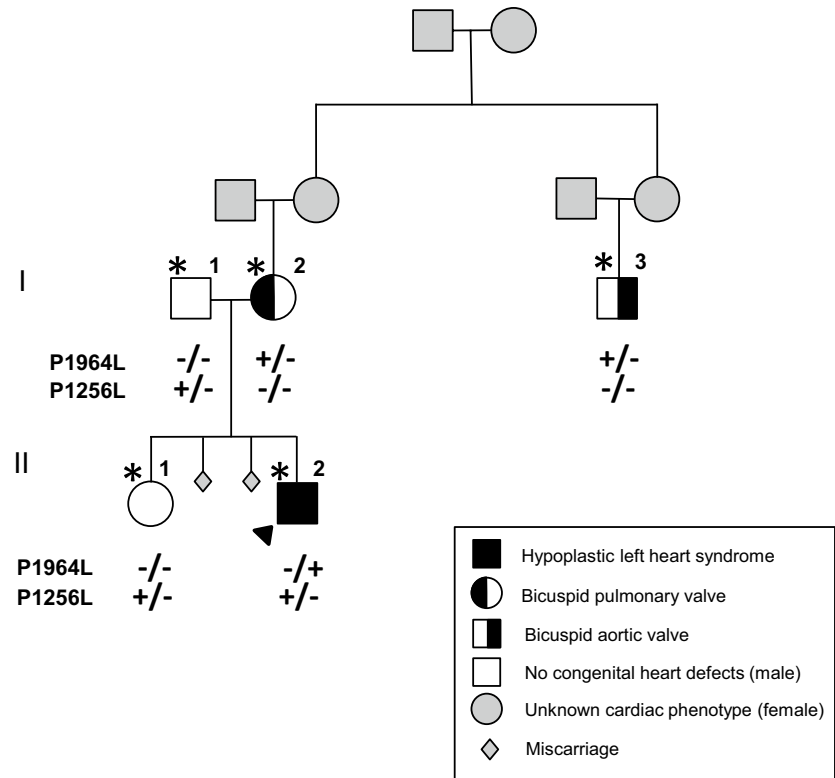 * 1 * 2 * 3
I
P1964L -/- +/- +/-
P1256L +/- -/- -/-
II * 1 * 2
P1964L -/- -/+
P1256L +/- +/-
Hypoplastic left heart syndrome
Bicuspid pulmonary valve
Bicuspid aortic valve
No congenital heart defects (male)
Unknown cardiac phenotype (female)
Miscarriage